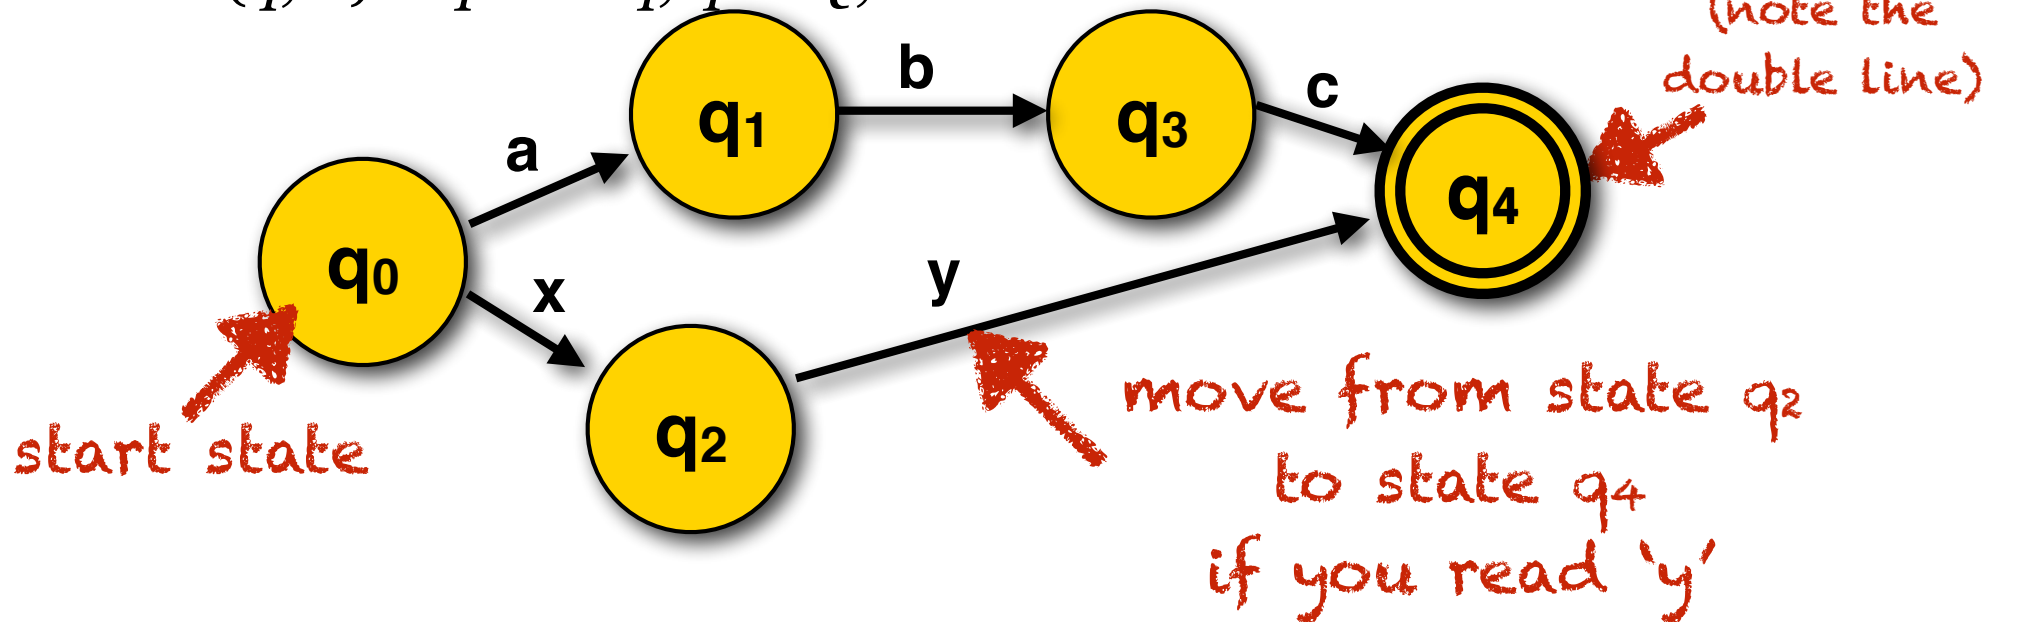 (note the
double line)
b
c
q1
q3
a
q4
q0
x
y
q2
start state
move from state q2
to state q4
if you read 'y'